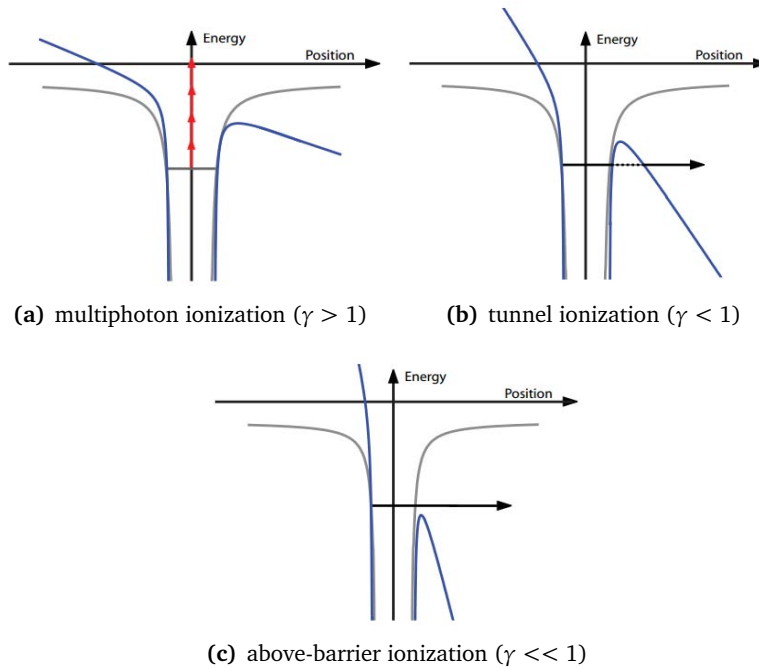 Energy
Position
Energy
Position
(a) multiphoton ionization (γ > 1)
(b) tunnel ionization (γ < 1)
Energy
Position
(c) above-barrier ionization (γ << 1)